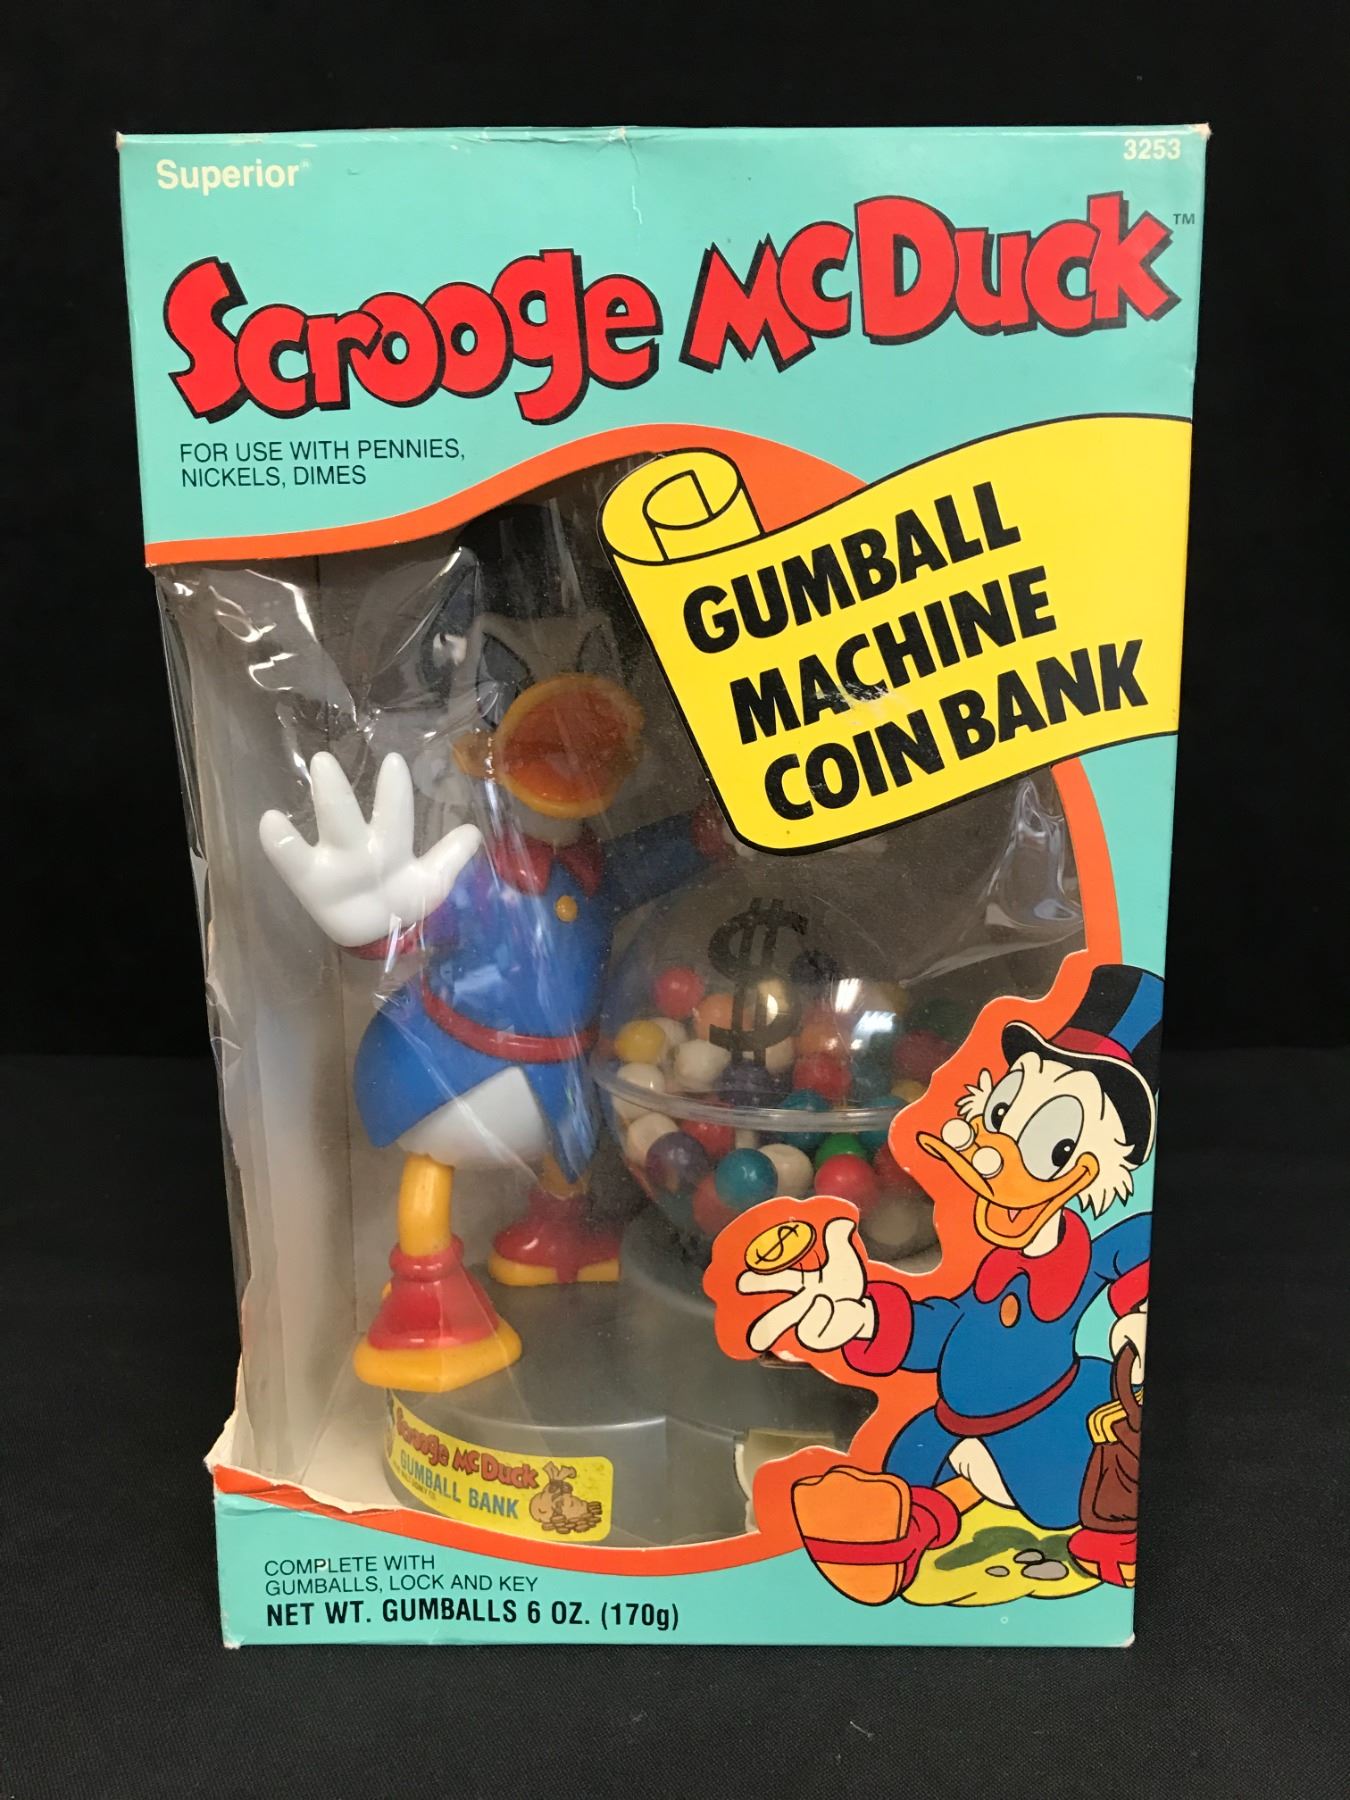 Superior®
3253
Scrooge McDuck™
FOR USE WITH PENNIES,
NICKELS, DIMES
GUMBALL
MACHINE
COIN BANK
$
$
Scrooge McDuck
GUMBALL BANK
COMPLETE WITH
GUMBALLS, LOCK AND KEY
NET WT. GUMBALLS 6 OZ. (170g)